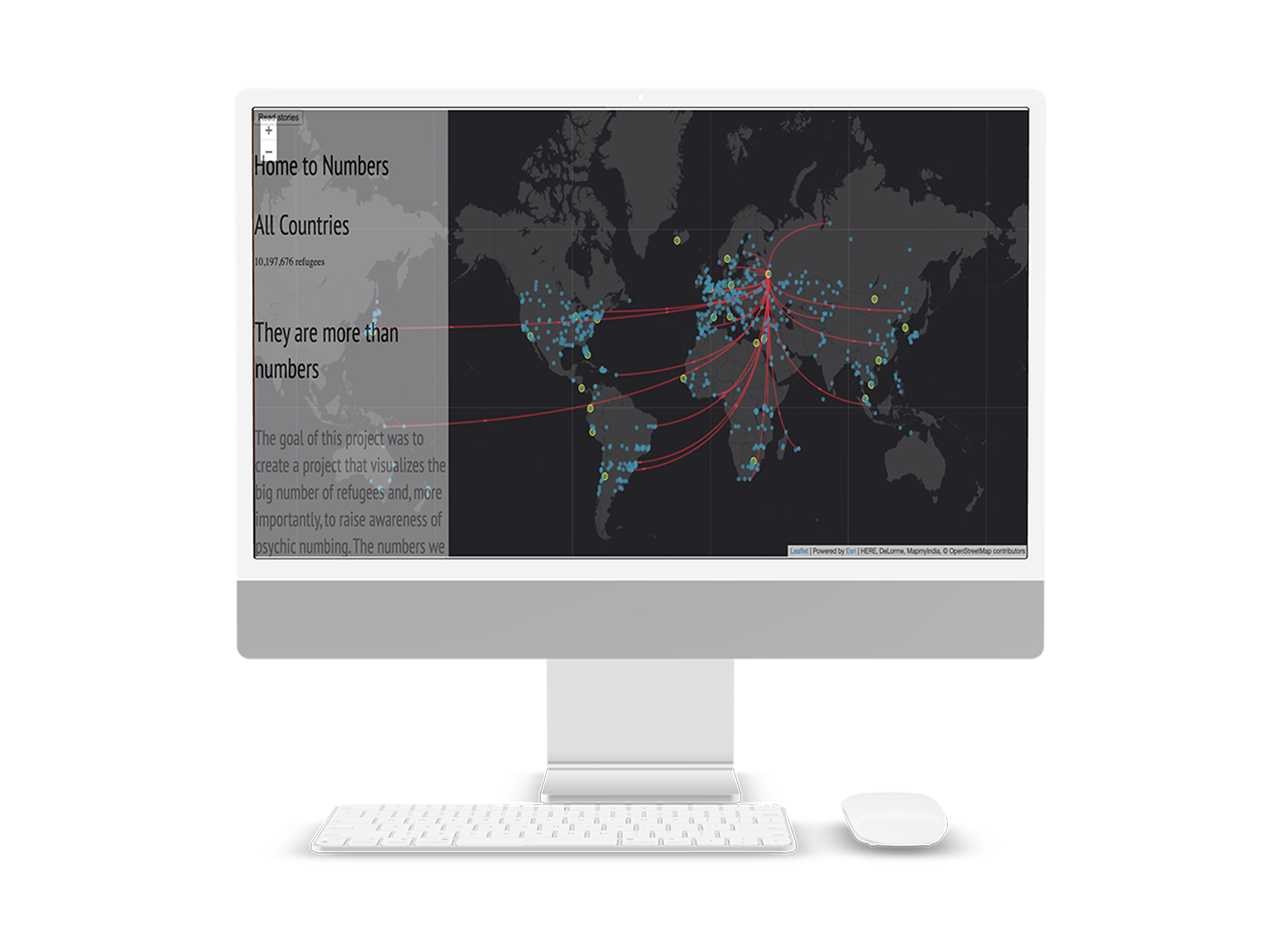 Read stories
+
−
Home to Numbers
All Countries
10,197,676 refugees
They are more than
numbers
The goal of this project was to
create a project that visualizes the
big number of refugees and, more
importantly, to raise awareness of
psychic numbing. The numbers we
Leaflet | Powered by Esri | HERE, DeLorme, MapmyIndia, © OpenStreetMap contributors